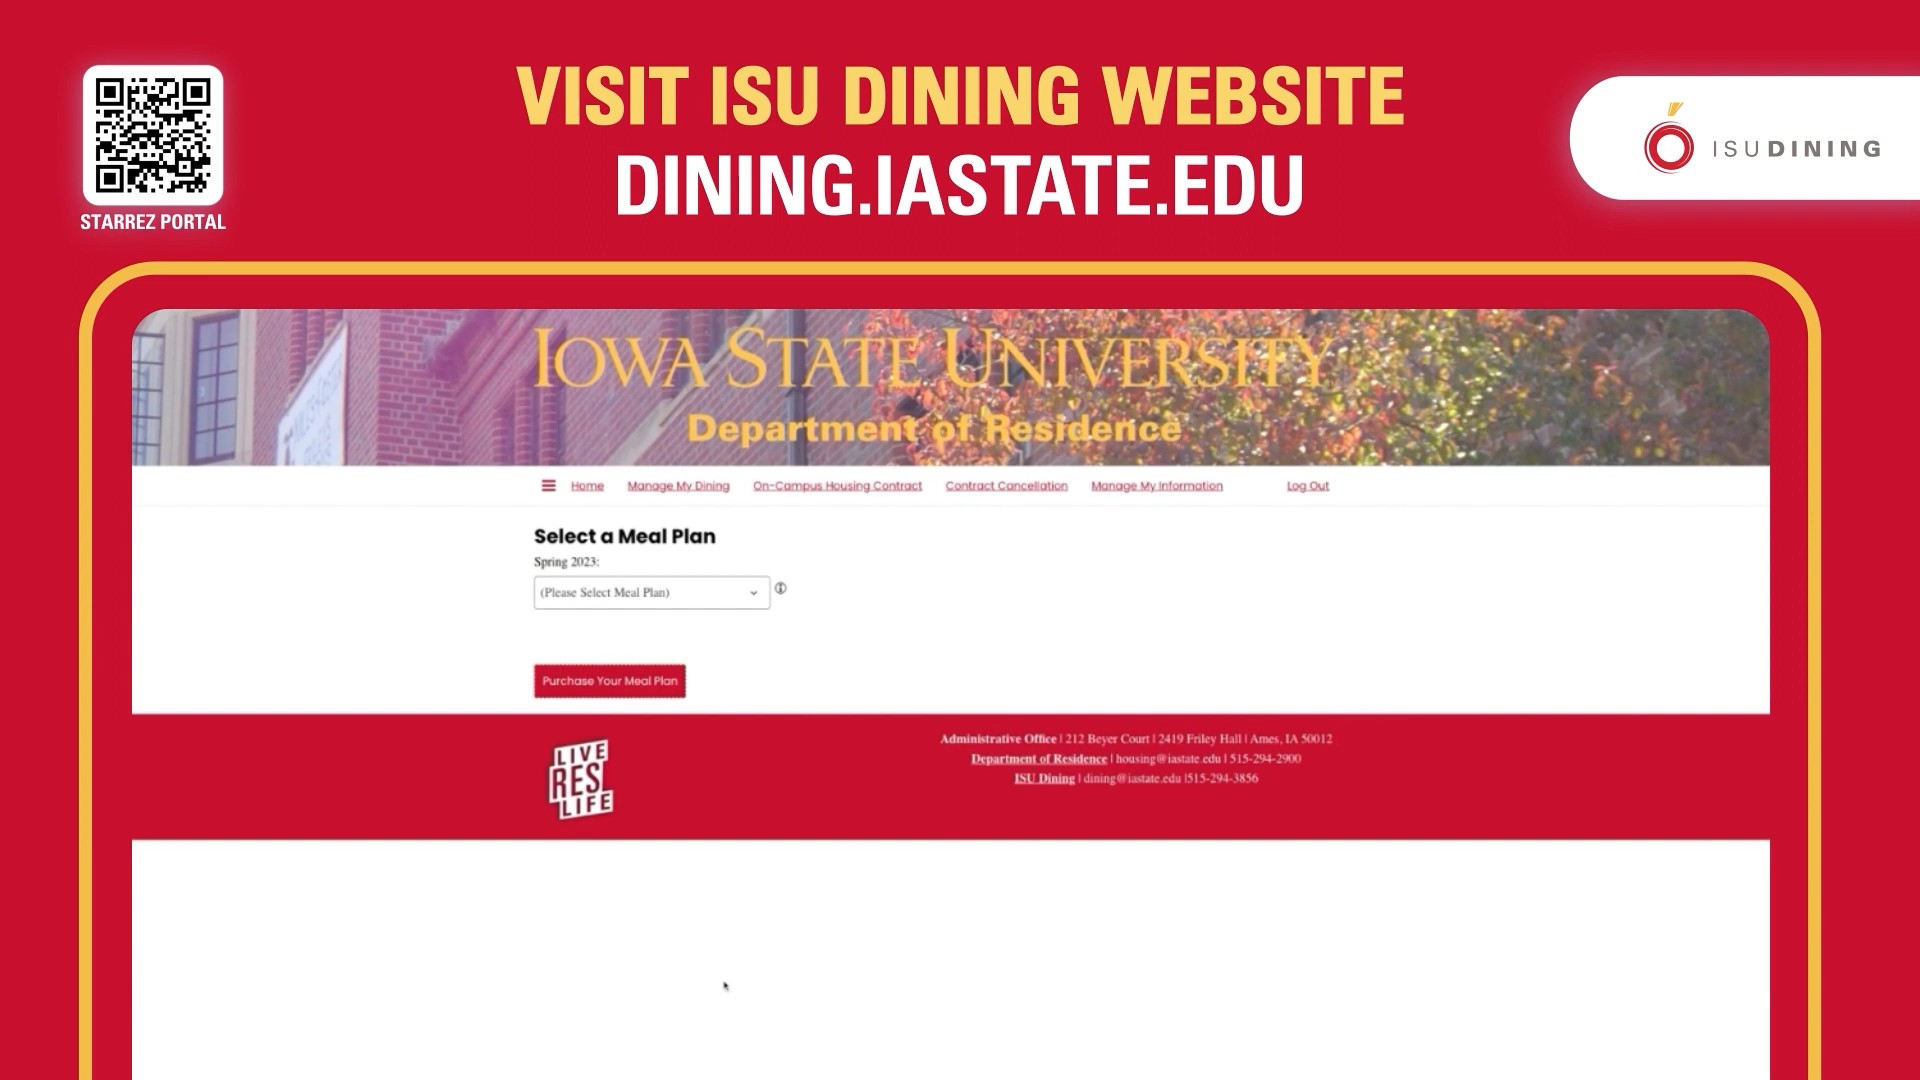 VISIT ISU DINING WEBSITE
DINING.IASTATE.EDU
STARREZ PORTAL
ISUDINING
IOWA STATE UNIVERSITY
Department of Residence
Home Manage My Dining On-Campus Housing Contract Contract Cancellation Manage My Information Log Out
Select a Meal Plan
Spring 2023:
(Please Select Meal Plan)
Purchase Your Meal Plan
LIVE
RES
LIFE
Administrative Office | 212 Beyer Court | 2419 Friley Hall | Ames, IA 50012
Department of Residence | housing@iastate.edu | 515-294-2900
ISU Dining | dining@iastate.edu |515-294-3856